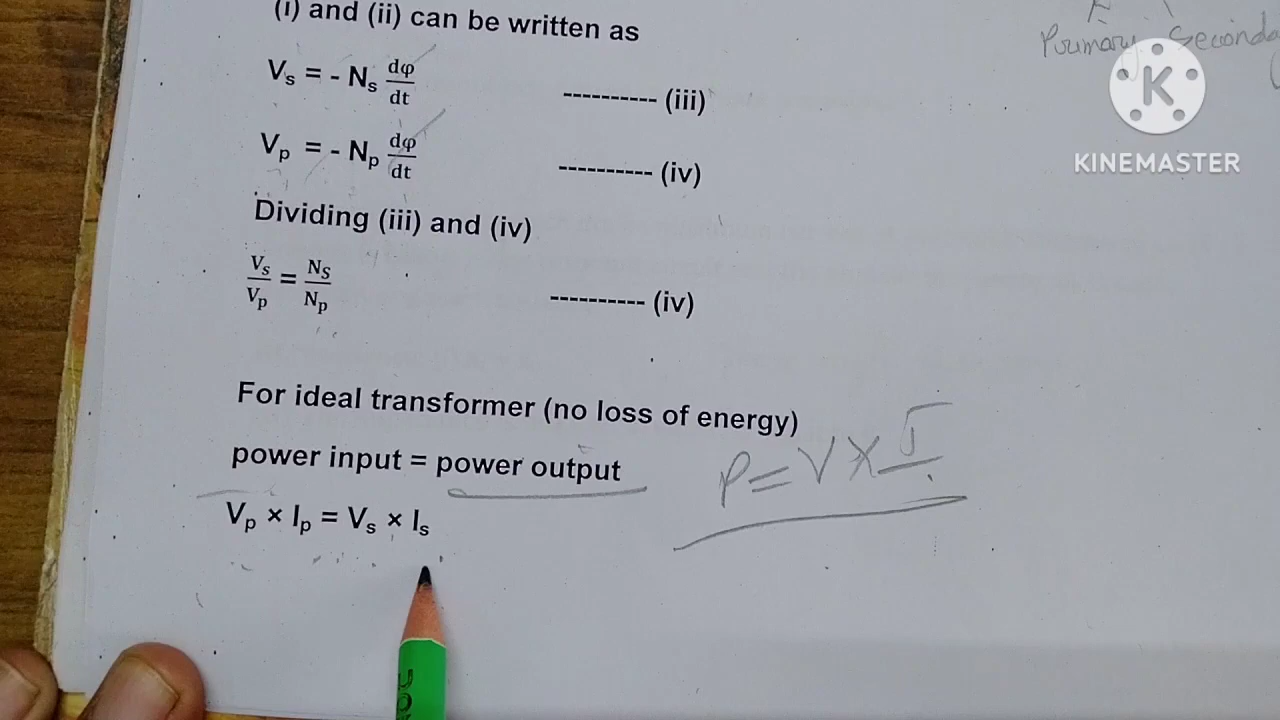 (i) and (ii) can be written as
Primary Secondary
K
KINEMASTER
Vs = - Ns dφ/dt ---------- (iii)
Vp = - Np dφ/dt ---------- (iv)
Dividing (iii) and (iv)
Vs/Vp = NS/Np ---------- (iv)
For ideal transformer (no loss of energy)
power input = power output
P = V × I
Vp × Ip = Vs × Is